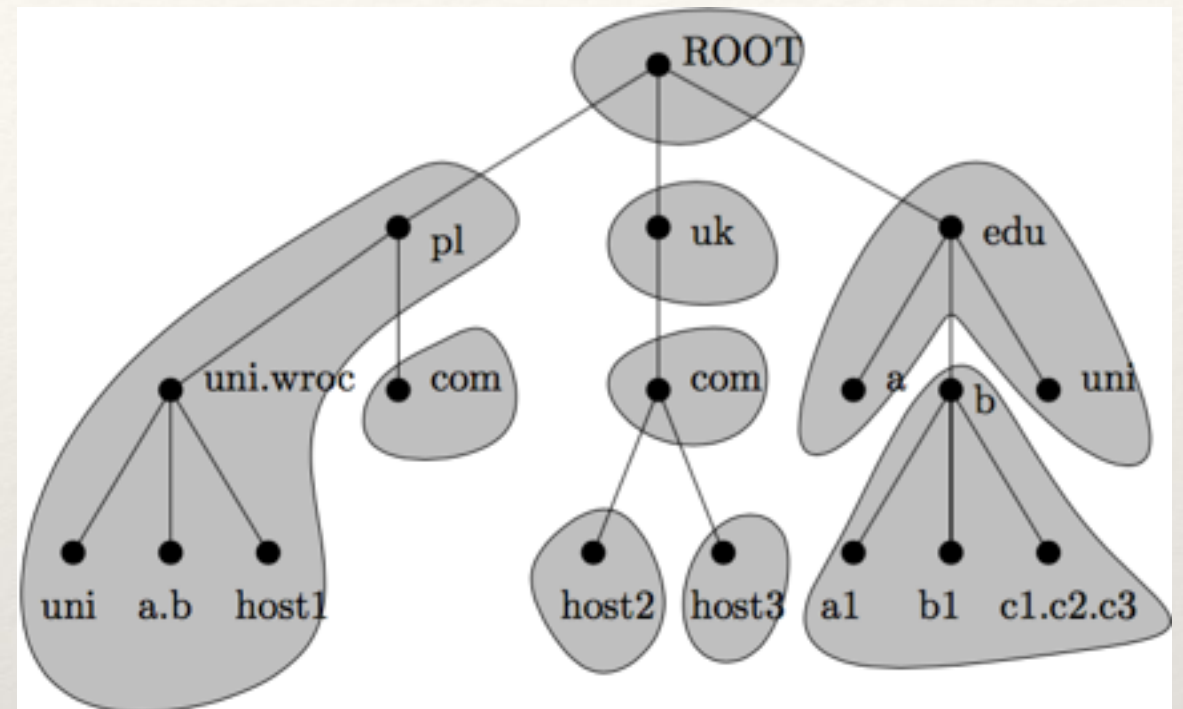 ROOT
pl
uk
edu
uni.wroc
com
com
a
b
uni
uni
a.b
host1
host2
host3
a1
b1
c1.c2.c3